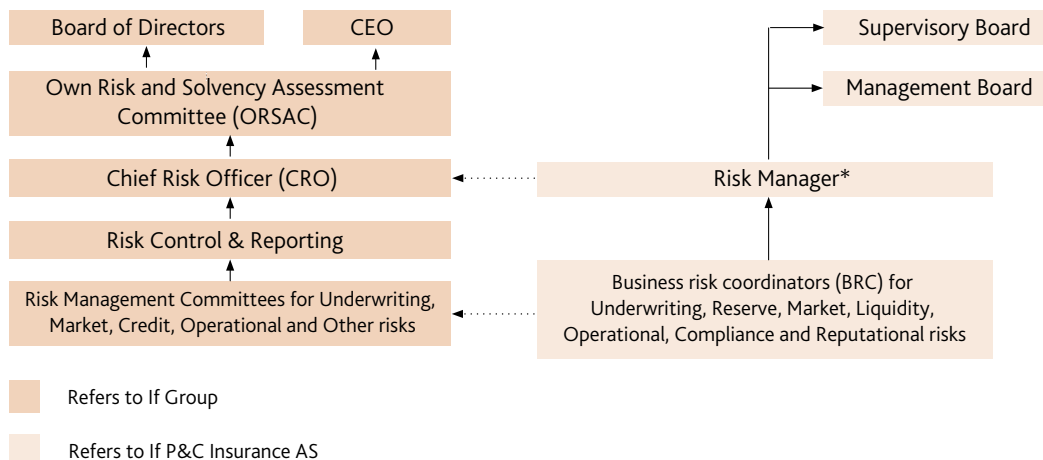 Board of Directors
CEO
Own Risk and Solvency Assessment
Committee (ORSAC)
Chief Risk Officer (CRO)
Risk Control & Reporting
Risk Management Committees for Underwriting,
Market, Credit, Operational and Other risks
Supervisory Board
Management Board
Risk Manager*
Business risk coordinators (BRC) for
Underwriting, Reserve, Market, Liquidity,
Operational, Compliance and Reputational risks
Refers to If Group
Refers to If P&C Insurance AS